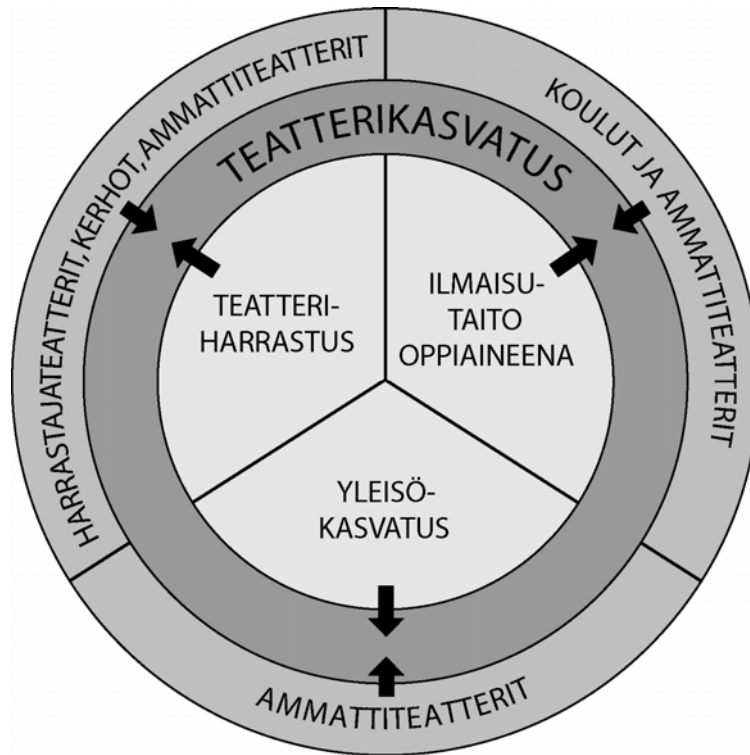 HARRASTAJATEATTERIT, KERHOT, AMMATTITEATTERIT
KOULUT JA AMMATTITEATTERIT
TEATTERIKASVATUS
TEATTERI-
HARRASTUS
ILMAISU-
TAITO
OPPIAINEENA
YLEISÖ-
KASVATUS
AMMATTITEATTERIT